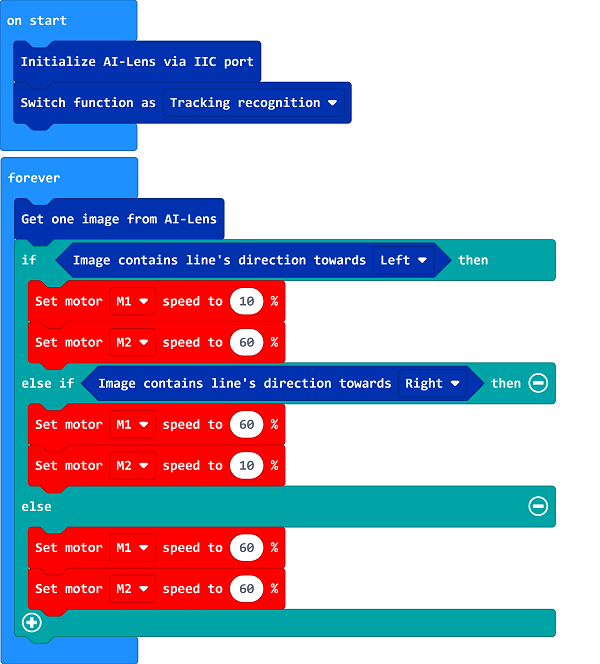 on start
Initialize AI-Lens via IIC port
Switch function as Tracking recognition
forever
Get one image from AI-Lens
if Image contains line's direction towards Left then
Set motor M1 speed to 10 %
Set motor M2 speed to 60 %
else if Image contains line's direction towards Right then
Set motor M1 speed to 60 %
Set motor M2 speed to 10 %
else
Set motor M1 speed to 60 %
Set motor M2 speed to 60 %